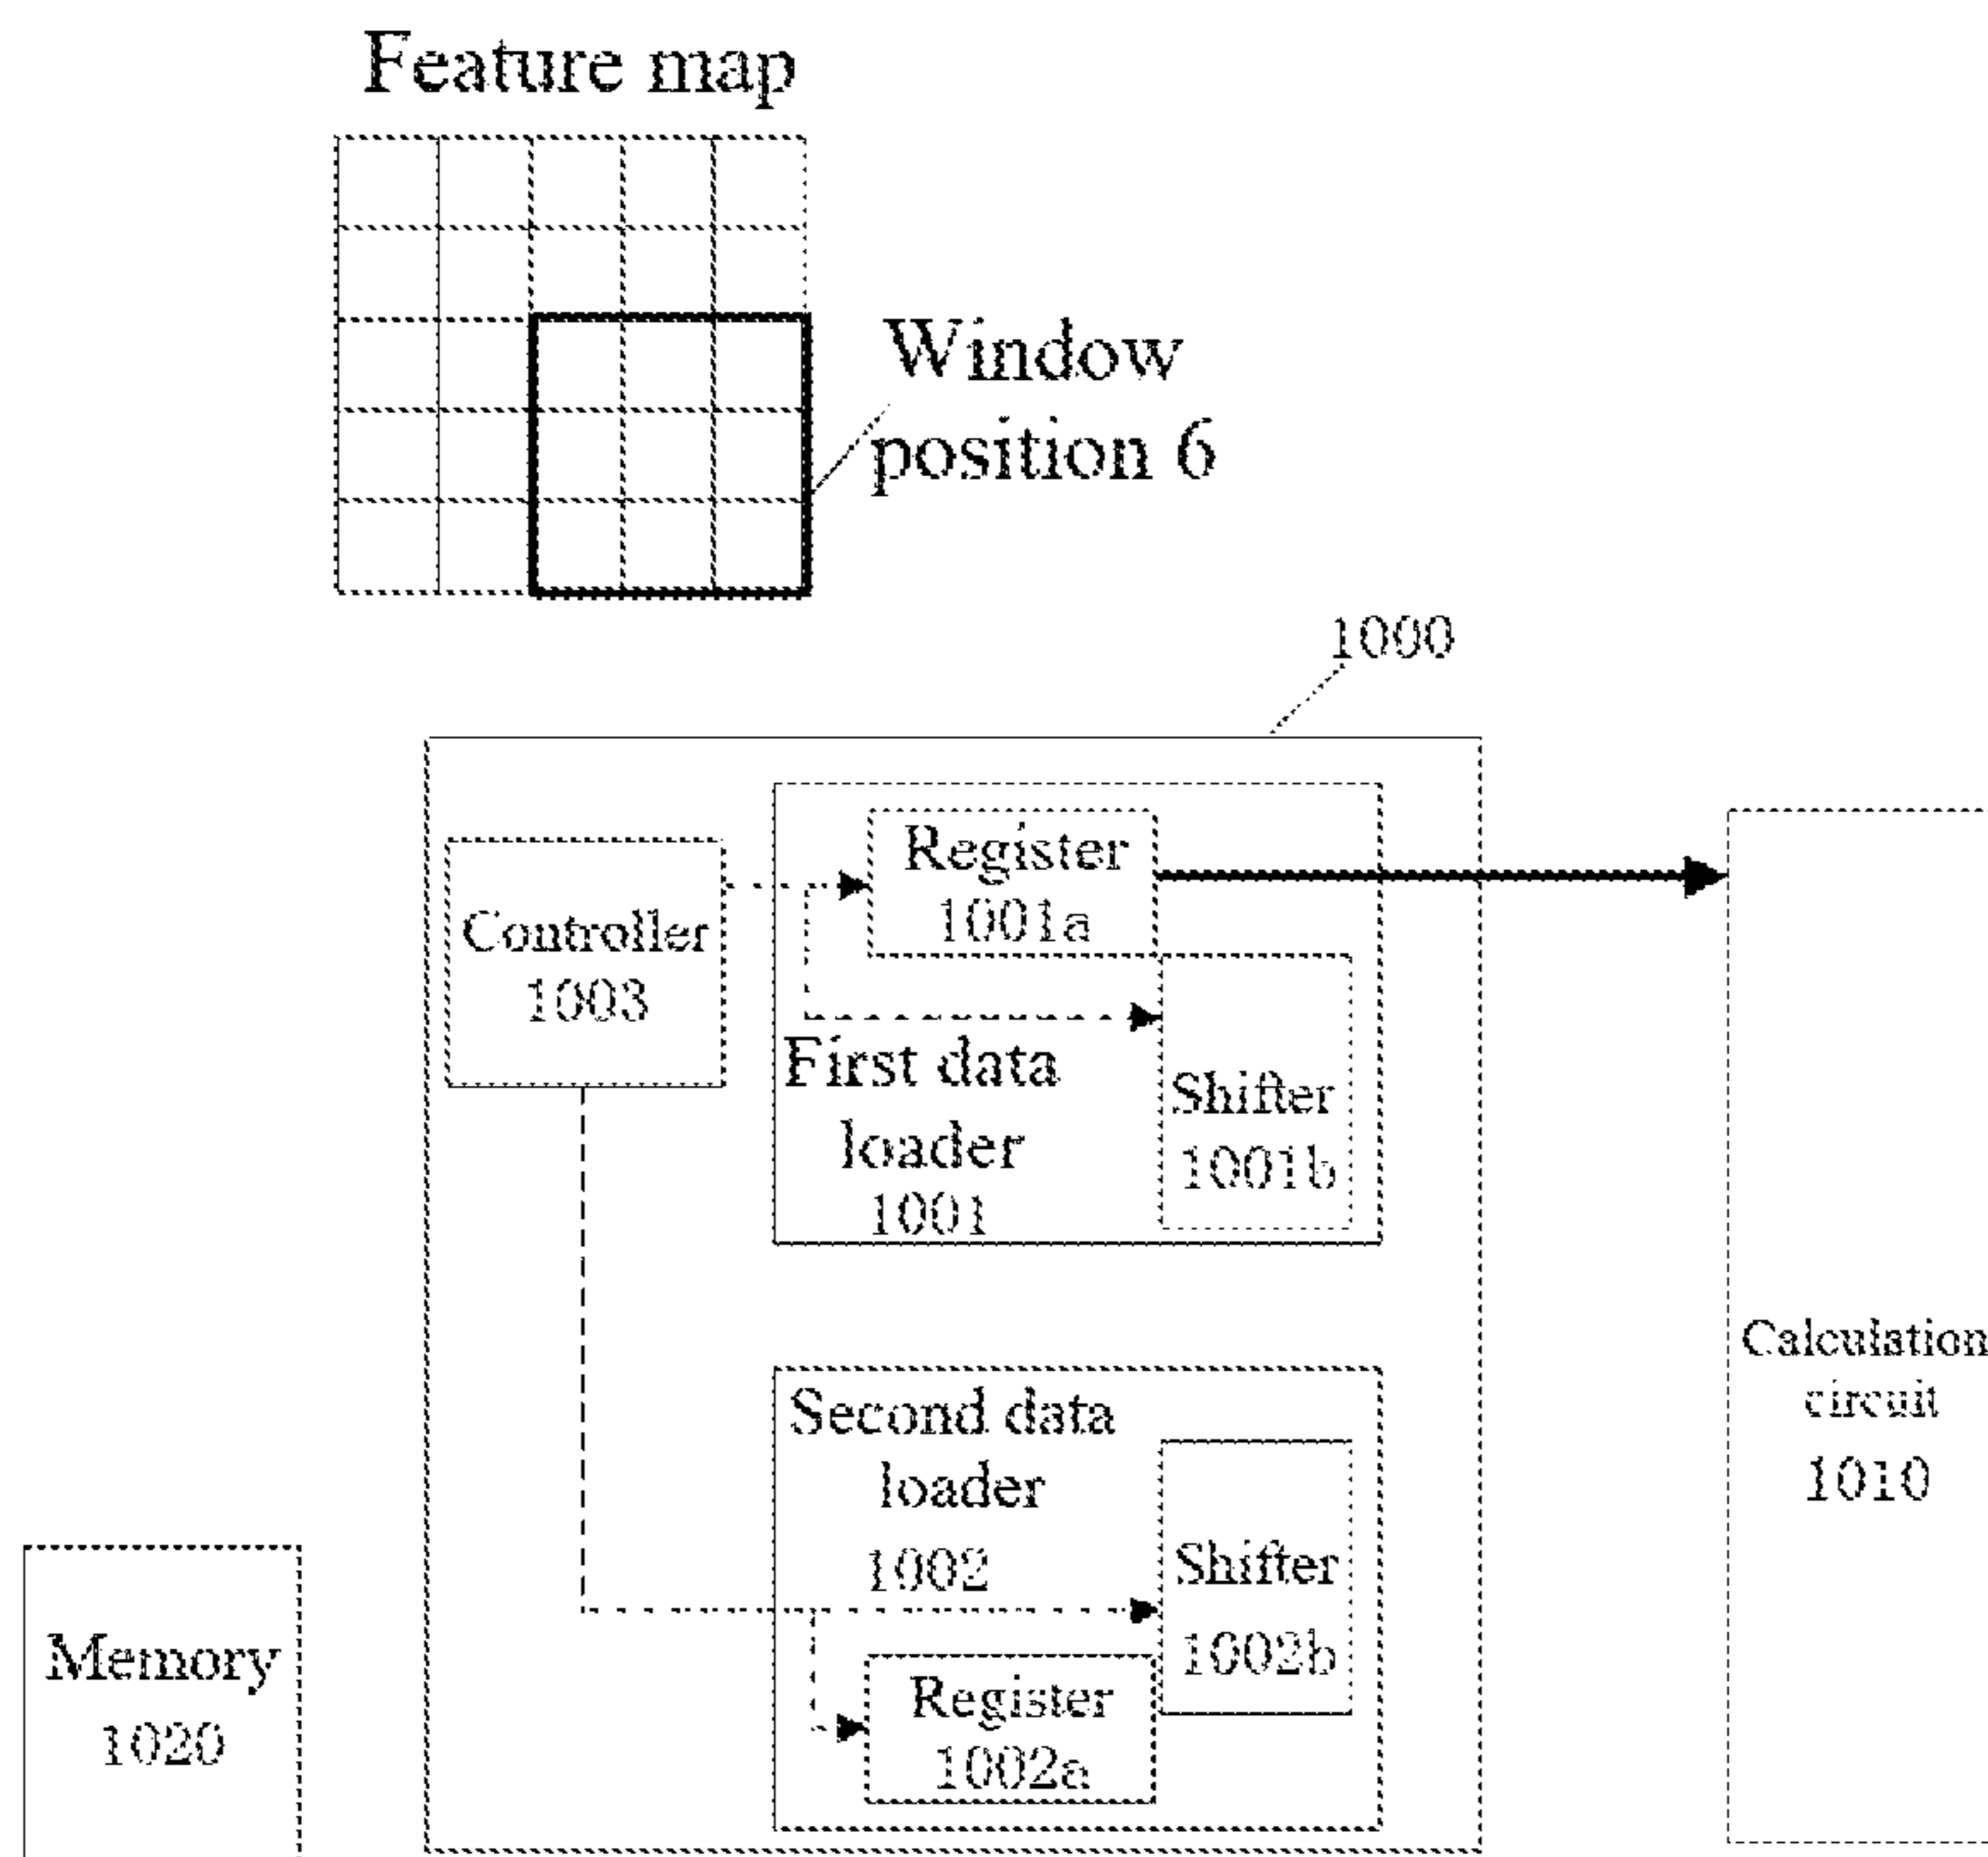 Feature map
Window
position 6
1000
Controller
1003
Register
1001a
First data
loader
1001
Shifter
1001b
Second data
loader
1002
Shifter
1002b
Register
1002a
Memory
1020
Calculation
circuit
1010